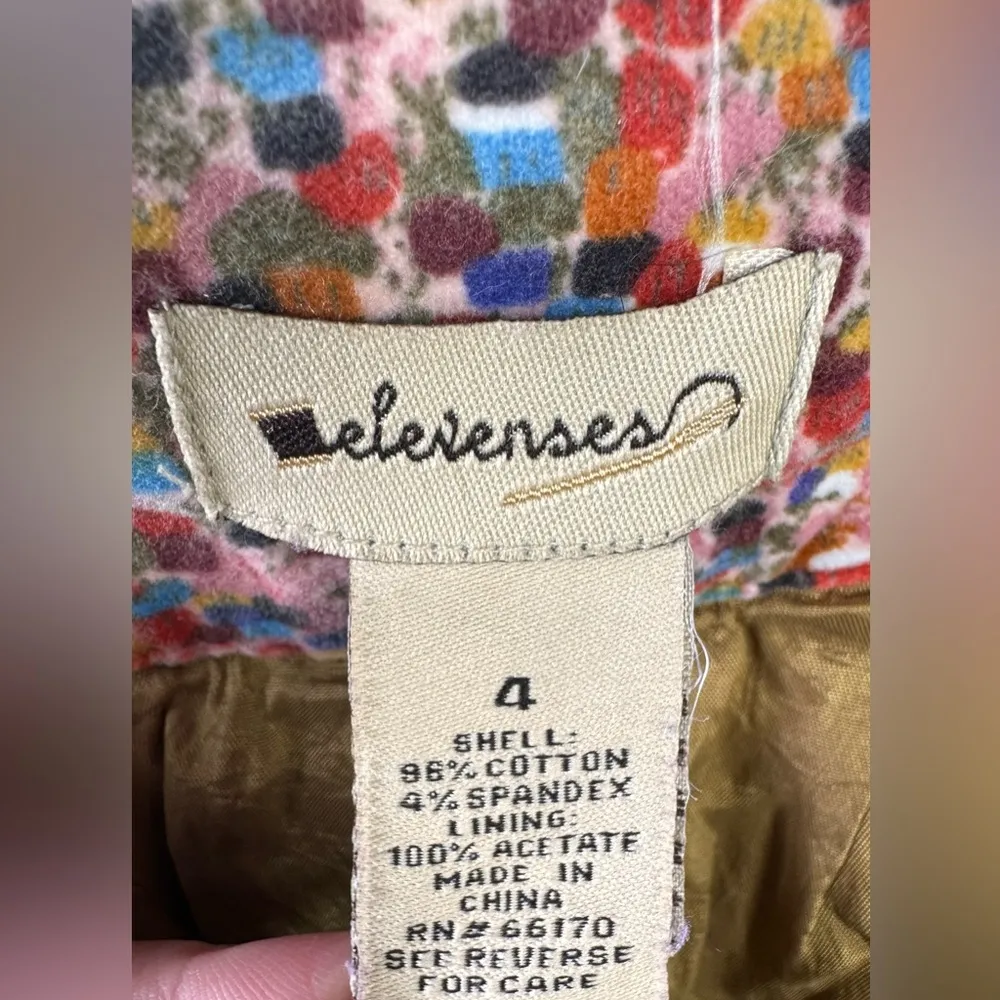 elevenses
4
SHELL:
96% COTTON
4% SPANDEX
LINING:
100% ACETATE
MADE IN
CHINA
RN# 66170
SEE REVERSE
FOR CARE